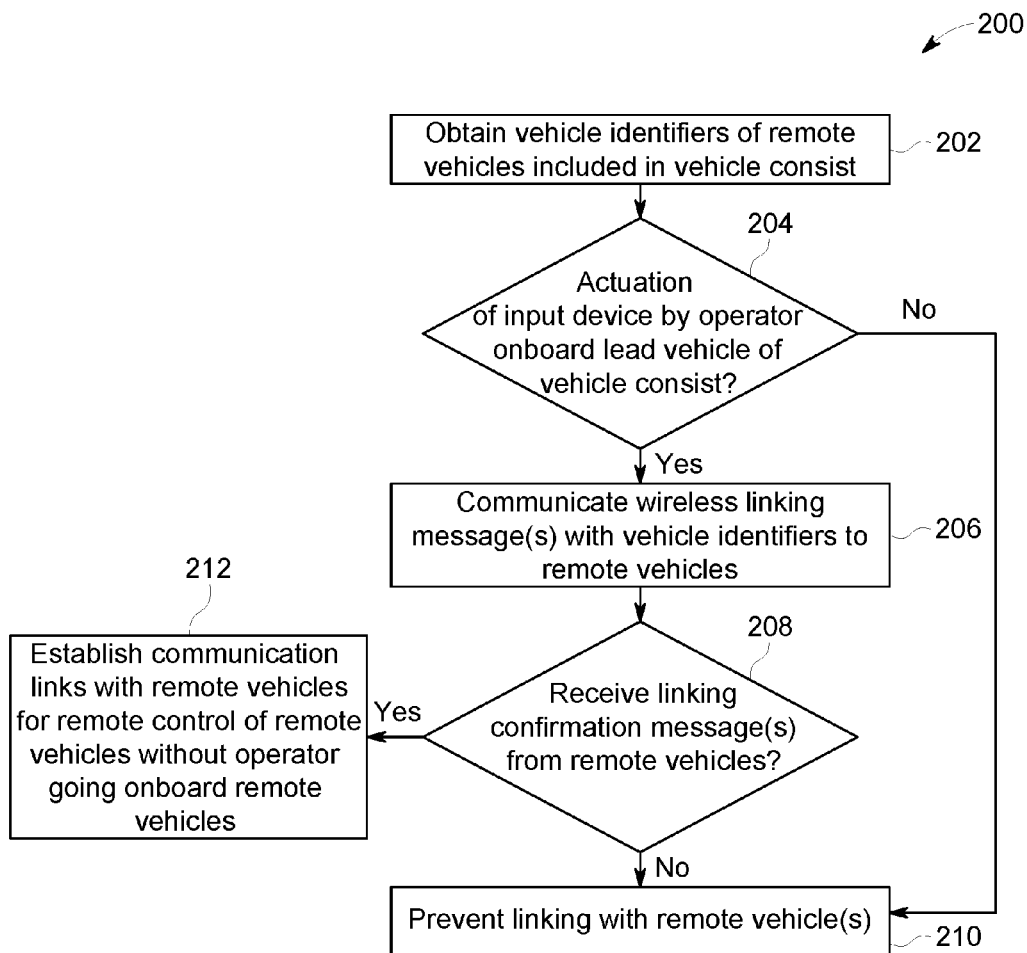 200
Obtain vehicle identifiers of remote
vehicles included in vehicle consist
202
204
Actuation
of input device by operator
onboard lead vehicle of
vehicle consist?
No
Yes
Communicate wireless linking
message(s) with vehicle identifiers to
remote vehicles
206
208
Receive linking
confirmation message(s)
from remote vehicles?
Yes
212
Establish communication
links with remote vehicles
for remote control of remote
vehicles without operator
going onboard remote
vehicles
No
Prevent linking with remote vehicle(s)
210